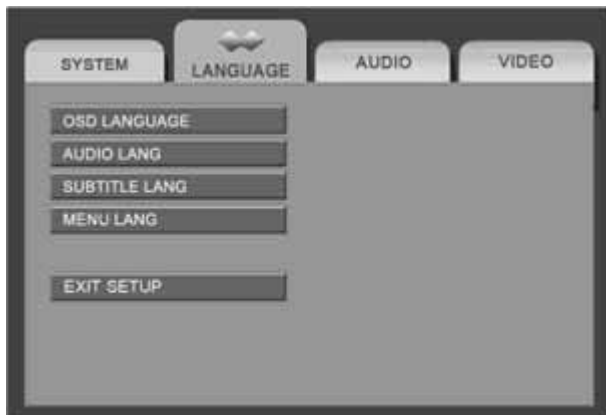 SYSTEM LANGUAGE AUDIO VIDEO
OSD LANGUAGE
AUDIO LANG
SUBTITLE LANG
MENU LANG
EXIT SETUP